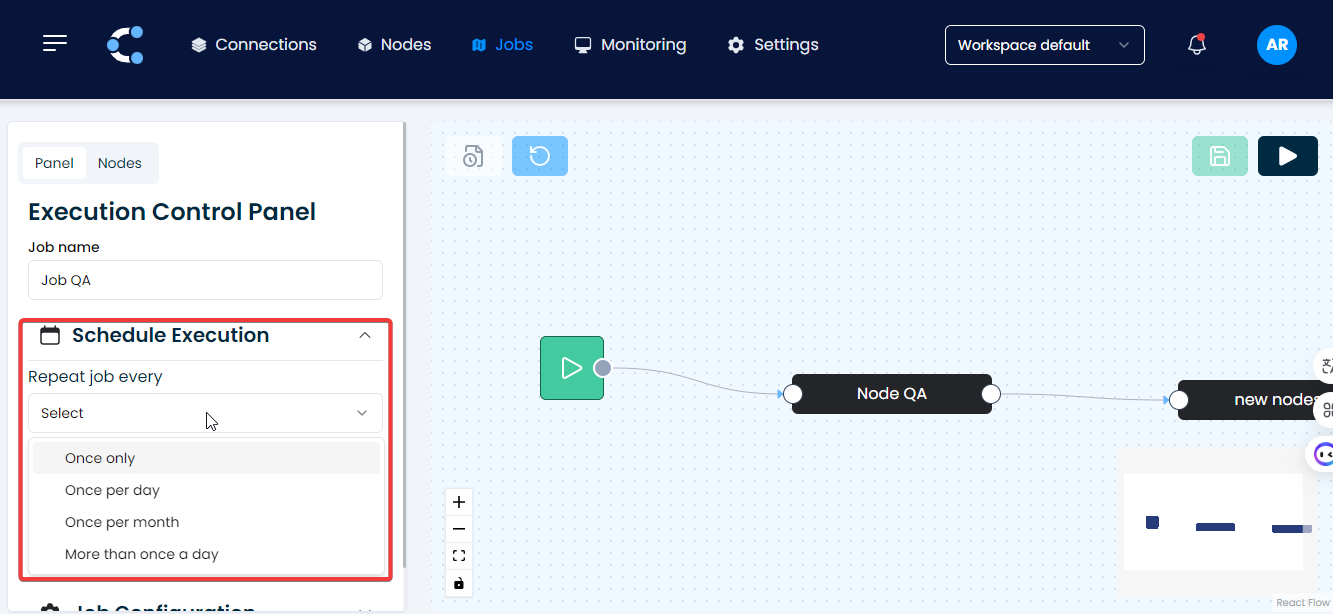 Connections
Nodes
Jobs
Monitoring
Settings
Workspace default
AR
Panel
Nodes
Execution Control Panel
Job name
Job QA
Schedule Execution
Repeat job every
Select
Once only
Once per day
Once per month
More than once a day
Job Configuration
Node QA
new nodes
React Flow